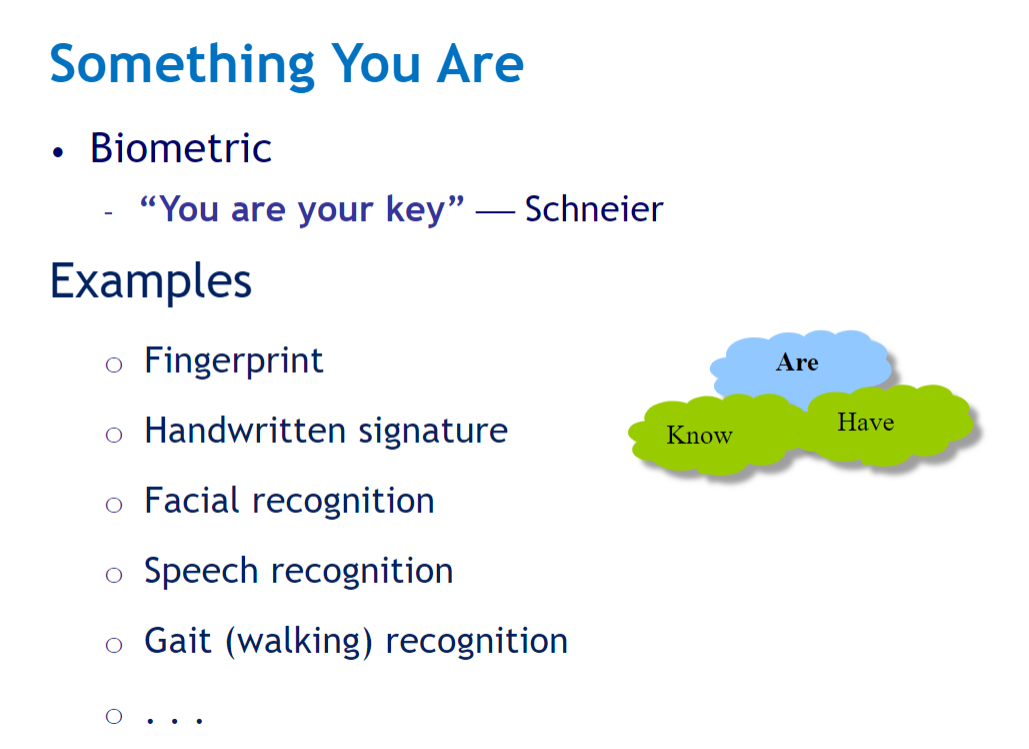 Something You Are
• Biometric
- “You are your key” — Schneier
Examples
○ Fingerprint
○ Handwritten signature
○ Facial recognition
○ Speech recognition
○ Gait (walking) recognition
○ . . .
Are
Know
Have